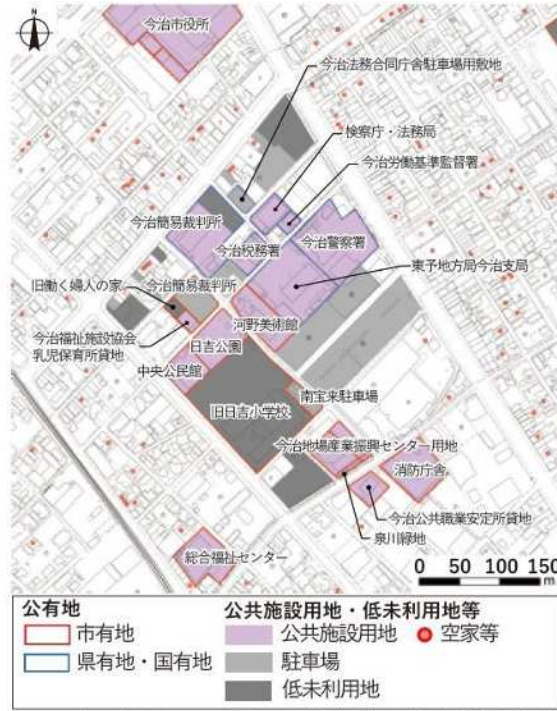 N
今治市役所
今治法務合同庁舎駐車場用敷地
検察庁・法務局
今治労働基準監督署
今治簡易裁判所
今治税務署
今治警察署
東予地方局今治支局
旧働く婦人の家
今治簡易裁判所
河野美術館
今治福祉施設協会
乳児保育所貸地
日吉公園
中央公民館
旧日吉小学校
南宝来駐車場
今治地場産業振興センター用地
消防庁舎
今治公共職業安定所貸地
泉川緑地
総合福祉センター
0 50 100 150
m
公有地
市有地
県有地・国有地
公共施設用地・低未利用地等
公共施設用地
空家等
駐車場
低未利用地